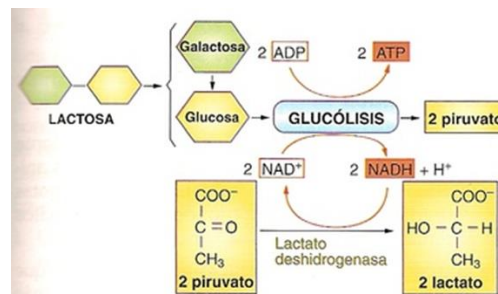 Galactosa
2 ADP
2 ATP
LACTOSA
Glucosa
GLUCÓLISIS
2 piruvato
2 NAD⁺
2 NADH + H⁺
COO⁻
C=O
CH₃
2 piruvato
Lactato
deshidrogenasa
COO⁻
HO-C-H
CH₃
2 lactato